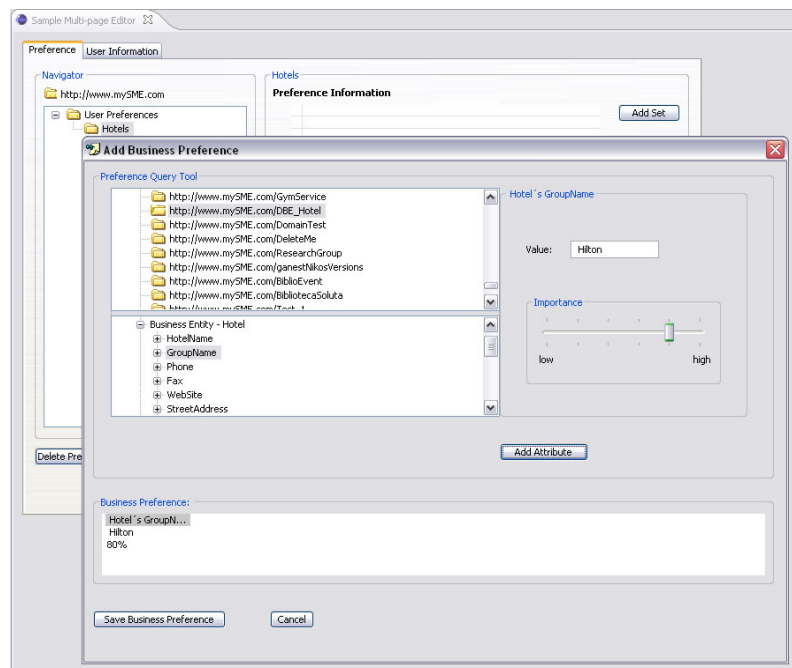 Sample Multi-page Editor
Preference
User Information
Navigator
http://www.mySME.com
User Preferences
Hotels
Hotels
Preference Information
Add Set
Add Business Preference
Preference Query Tool
http://www.mySME.com/GymService
http://www.mySME.com/DBE_Hotel
http://www.mySME.com/DomainTest
http://www.mySME.com/DeleteMe
http://www.mySME.com/ResearchGroup
http://www.mySME.com/ganestNikosVersions
http://www.mySME.com/BiblioEvent
http://www.mySME.com/BibliotecaSoluta
http://www.mySME.com/Test_1
Business Entity - Hotel
HotelName
GroupName
Phone
Fax
WebSite
StreetAddress
Hotel´s GroupName
Value: Hilton
Importance
low high
Delete Pre
Add Attribute
Business Preference:
Hotel´s GroupN...
Hilton
80%
Save Business Preference
Cancel